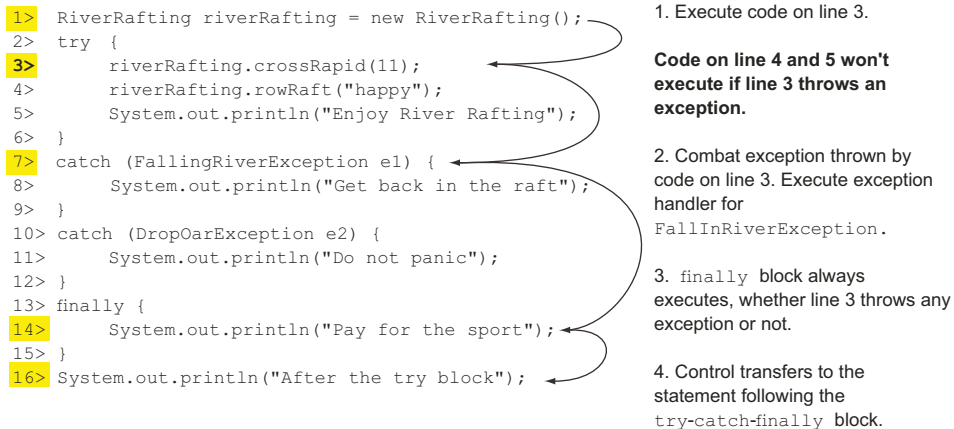 1> RiverRafting riverRafting = new RiverRafting();
2> try {
3> riverRafting.crossRapid(11);
4> riverRafting.rowRaft("happy");
5> System.out.println("Enjoy River Rafting");
6> }
7> catch (FallingRiverException e1) {
8> System.out.println("Get back in the raft");
9> }
10> catch (DropOarException e2) {
11> System.out.println("Do not panic");
12> }
13> finally {
14> System.out.println("Pay for the sport");
15> }
16> System.out.println("After the try block");
1. Execute code on line 3.
Code on line 4 and 5 won't
execute if line 3 throws an
exception.
2. Combat exception thrown by
code on line 3. Execute exception
handler for
FallInRiverException.
3. finally block always
executes, whether line 3 throws any
exception or not.
4. Control transfers to the
statement following the
try-catch-finally block.